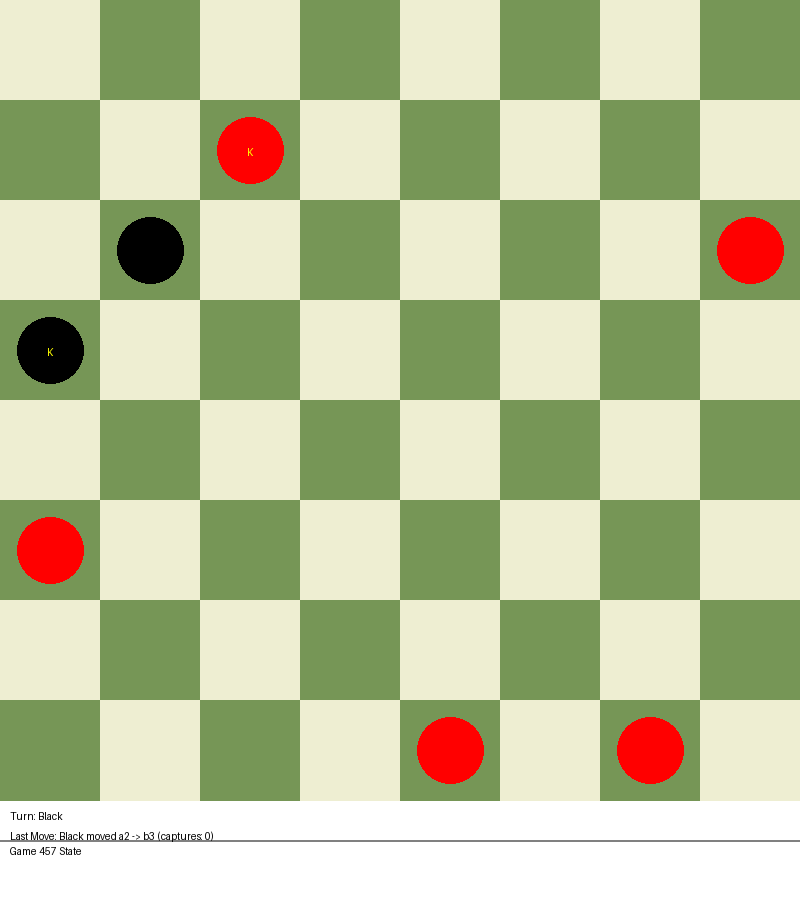 K
K
Turn: Black
Last Move: Black moved a2 -> b3 (captures: 0)
Game 457 State